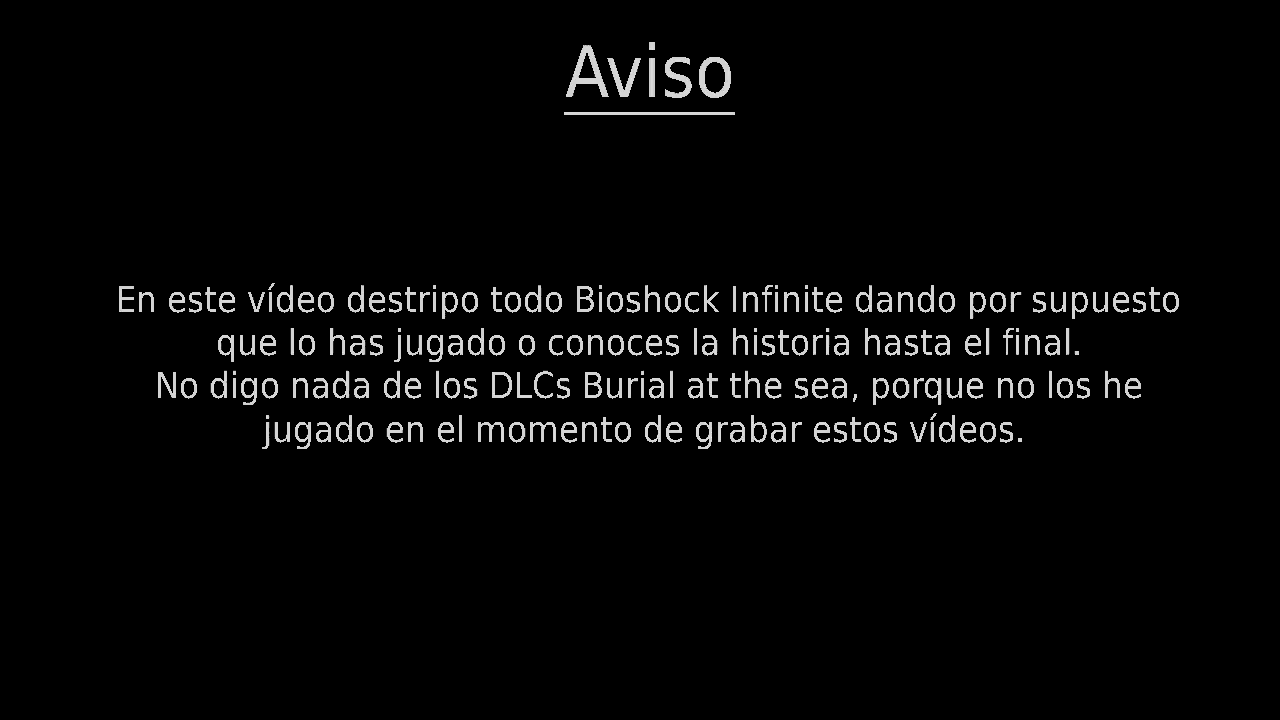 Aviso
En este vídeo destripo todo Bioshock Infinite dando por supuesto
que lo has jugado o conoces la historia hasta el final.
No digo nada de los DLCs Burial at the sea, porque no los he
jugado en el momento de grabar estos vídeos.